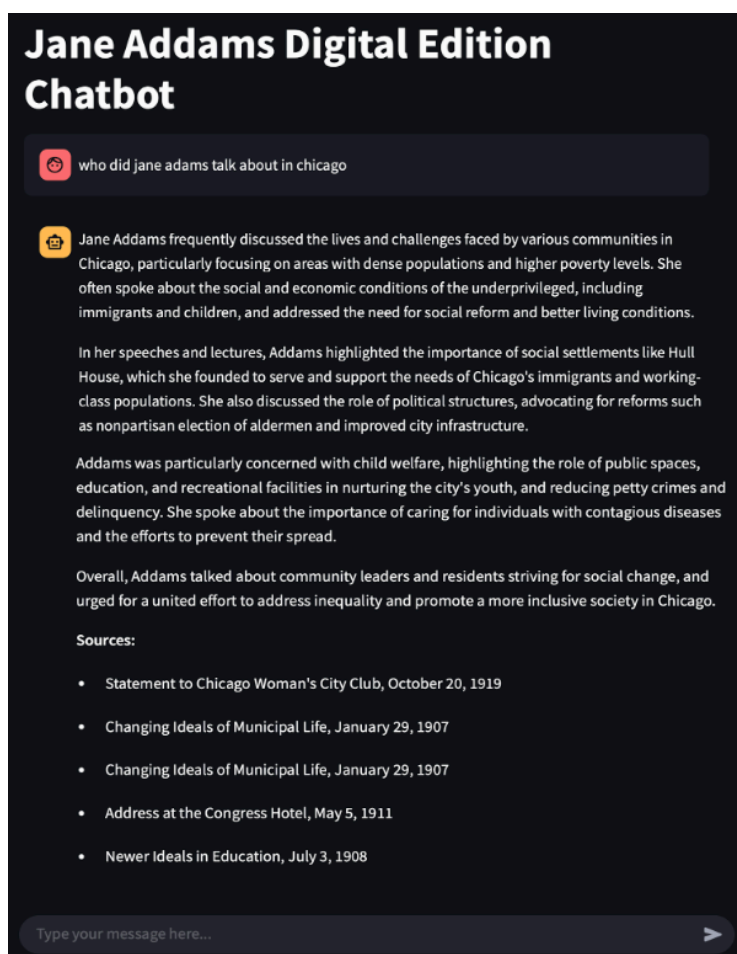 Jane Addams Digital Edition
Chatbot
who did jane adams talk about in chicago
Jane Addams frequently discussed the lives and challenges faced by various communities in
Chicago, particularly focusing on areas with dense populations and higher poverty levels. She
often spoke about the social and economic conditions of the underprivileged, including
immigrants and children, and addressed the need for social reform and better living conditions.
In her speeches and lectures, Addams highlighted the importance of social settlements like Hull
House, which she founded to serve and support the needs of Chicago's immigrants and working-
class populations. She also discussed the role of political structures, advocating for reforms such
as nonpartisan election of aldermen and improved city infrastructure.
Addams was particularly concerned with child welfare, highlighting the role of public spaces,
education, and recreational facilities in nurturing the city's youth, and reducing petty crimes and
delinquency. She spoke about the importance of caring for individuals with contagious diseases
and the efforts to prevent their spread.
Overall, Addams talked about community leaders and residents striving for social change, and
urged for a united effort to address inequality and promote a more inclusive society in Chicago.
Sources:
• Statement to Chicago Woman's City Club, October 20, 1919
• Changing Ideals of Municipal Life, January 29, 1907
• Changing Ideals of Municipal Life, January 29, 1907
• Address at the Congress Hotel, May 5, 1911
• Newer Ideals in Education, July 3, 1908
Type your message here...